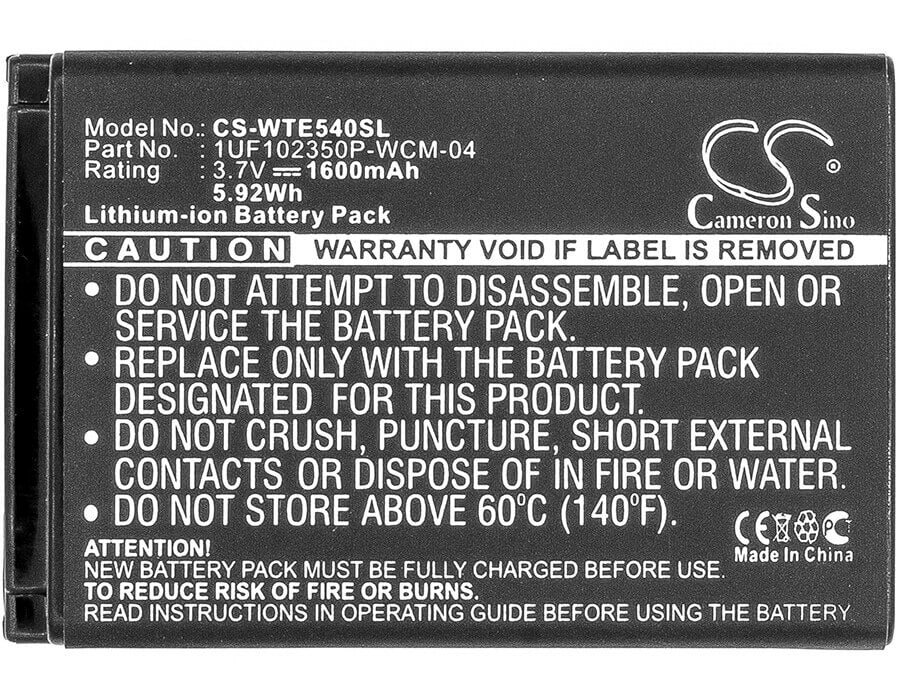 Model No.: CS-WTE540SL
Part No. : 1UF102350P-WCM-04
Rating : 3.7V 1600mAh
5.92Wh
Lithium-ion Battery Pack
CS
Cameron Sino
CAUTION WARRANTY VOID IF LABEL IS REMOVED
• DO NOT ATTEMPT TO DISASSEMBLE, OPEN OR
SERVICE THE BATTERY PACK.
• REPLACE ONLY WITH THE BATTERY PACK
DESIGNATED FOR THIS EQUIPMENT.
• DO NOT CRUSH, PUNCTURE, SHORT EXTERNAL
CONTACTS OR DISPOSE OF IN FIRE OR WATER.
• DO NOT STORE ABOVE 60°C (140°F).
CE PC
Made In China
ATTENTION!
NEW BATTERY PACK MUST BE FULLY CHARGED BEFORE USE.
TO REDUCE RISK OF FIRE OR BURNS.
READ INSTRUCTIONS IN OPERATING GUIDE BEFORE USING THE BATTERY